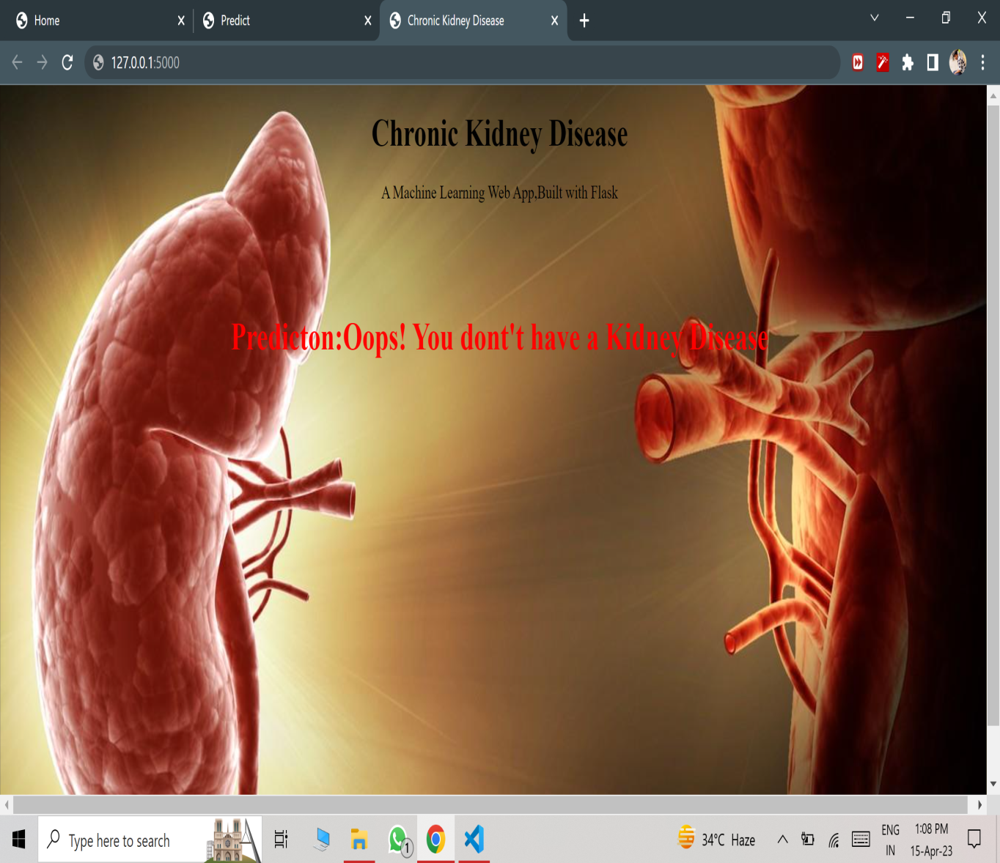 Home
Predict
Chronic Kidney Disease
127.0.0.1:5000
Chronic Kidney Disease
A Machine Learning Web App,Built with Flask
Predicton:Oops! You dont't have a Kidney Disease
Type here to search
1
34°C Haze
ENG
IN
1:08 PM
15-Apr-23